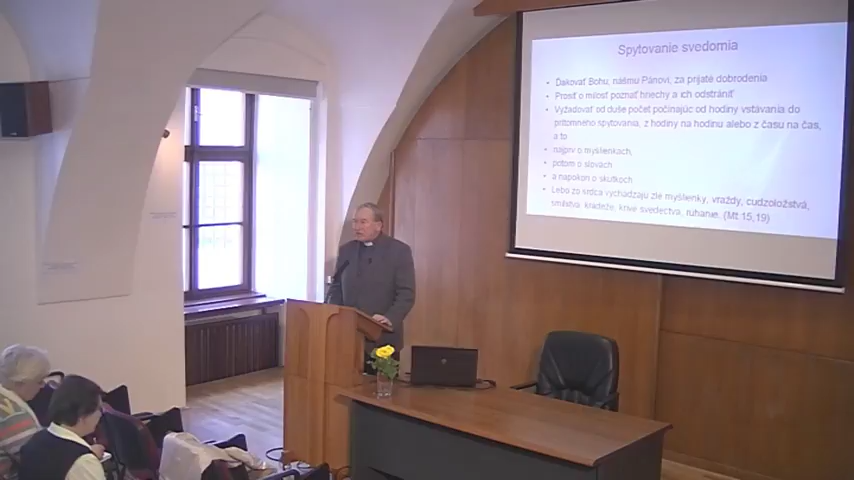 Spytovanie svedomia
• Ďakovať Bohu, nášmu Pánovi, za prijaté dobrodenia
• Prosiť o milosť poznať hriechy a ich odstrániť
• Vyžadovať od duše počet počínajúc od hodiny vstávania do
prítomného spytovania, z hodiny na hodinu alebo z času na čas,
a to
• najprv o myšlienkach,
• potom o slovách
• a napokon o skutkoch
• Lebo zo srdca vychádzajú zlé myšlienky, vraždy, cudzoložstvá,
smilstvá, krádeže, krivé svedectvá, rúhanie. (Mt 15,19)